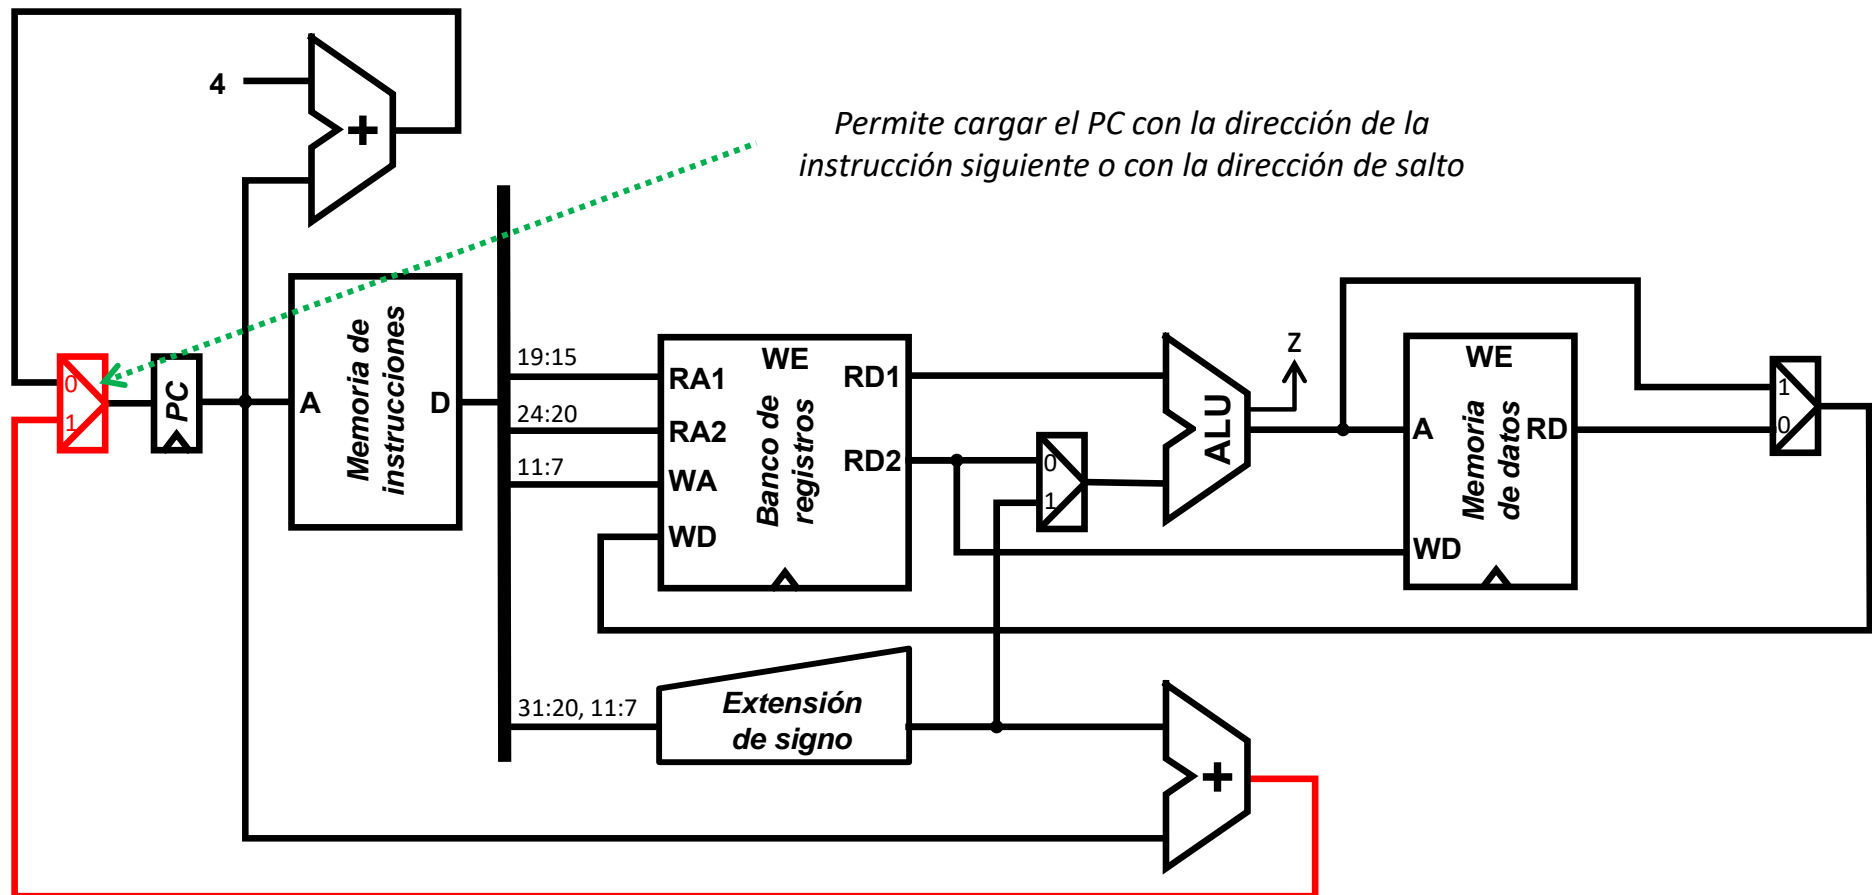 4
+
Permite cargar el PC con la dirección de la
instrucción siguiente o con la dirección de salto
0
1
PC
A
Memoria de
instrucciones
D
19:15
24:20
11:7
31:20, 11:7
RA1
RA2
WA
WD
WE
Banco de
registros
RD1
RD2
0
1
ALU
Z
A
WD
WE
Memoria
de datos
RD
1
0
Extensión
de signo
+